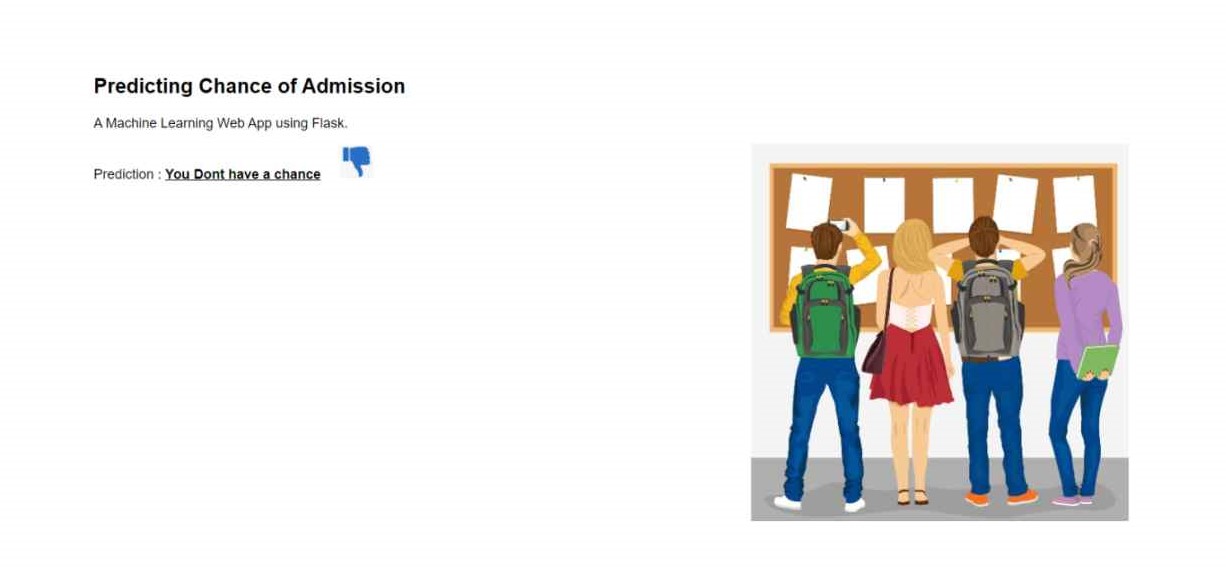 Predicting Chance of Admission
A Machine Learning Web App using Flask.
Prediction : You Dont have a chance